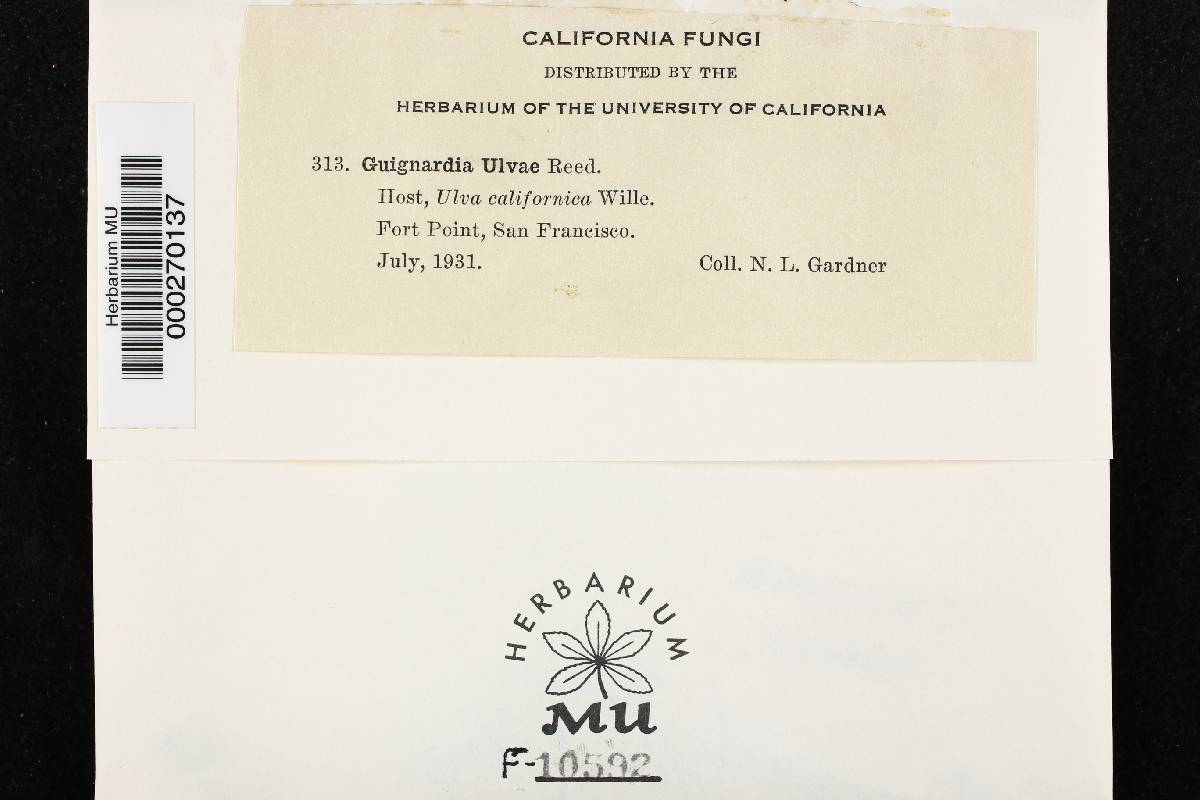 CALIFORNIA FUNGI
DISTRIBUTED BY THE
HERBARIUM OF THE UNIVERSITY OF CALIFORNIA
313. Guignardia Ulvae Reed.
Host, Ulva californica Wille.
Fort Point, San Francisco.
July, 1931. Coll. N. L. Gardner
Herbarium MU
000270137
HERBARIUM
MU
F-10592